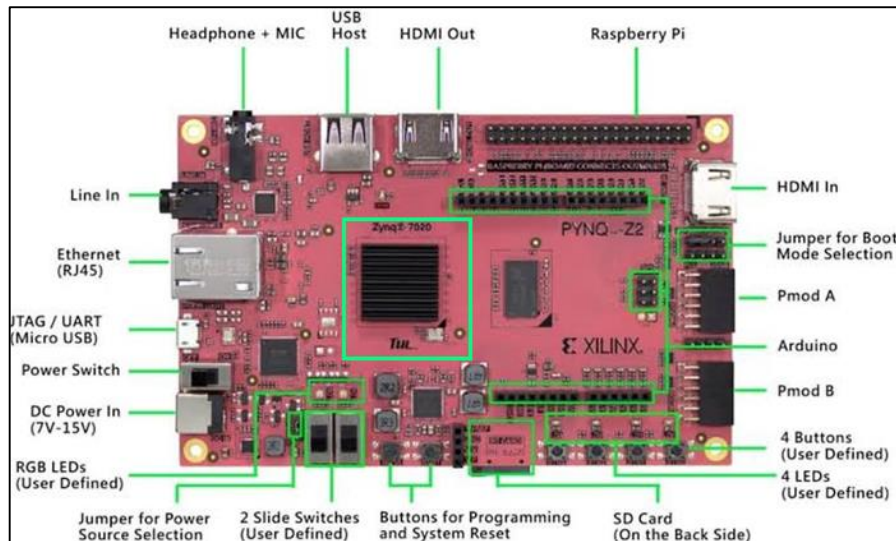 Headphone + MIC
USB
Host
HDMI Out
Raspberry Pi
Line In
HDMI In
Zynq®-7020
PYNQ™-Z2
Ethernet
(RJ45)
Jumper for Boot
Mode Selection
Pmod A
JTAG / UART
(Micro USB)
TUL
XILINX
Arduino
Power Switch
Pmod B
DC Power In
(7V-15V)
4 Buttons
(User Defined)
RGB LEDs
(User Defined)
4 LEDs
(User Defined)
Jumper for Power
Source Selection
2 Slide Switches
(User Defined)
Buttons for Programming
and System Reset
SD Card
(On the Back Side)